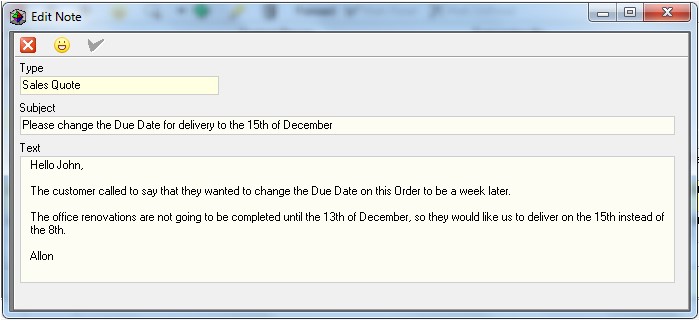 Edit Note
Type
Sales Quote
Subject
Please change the Due Date for delivery to the 15th of December
Text
Hello John,
The customer called to say that they wanted to change the Due Date on this Order to be a week later.
The office renovations are not going to be completed until the 13th of December, so they would like us to deliver on the 15th instead of
the 8th.
Allon